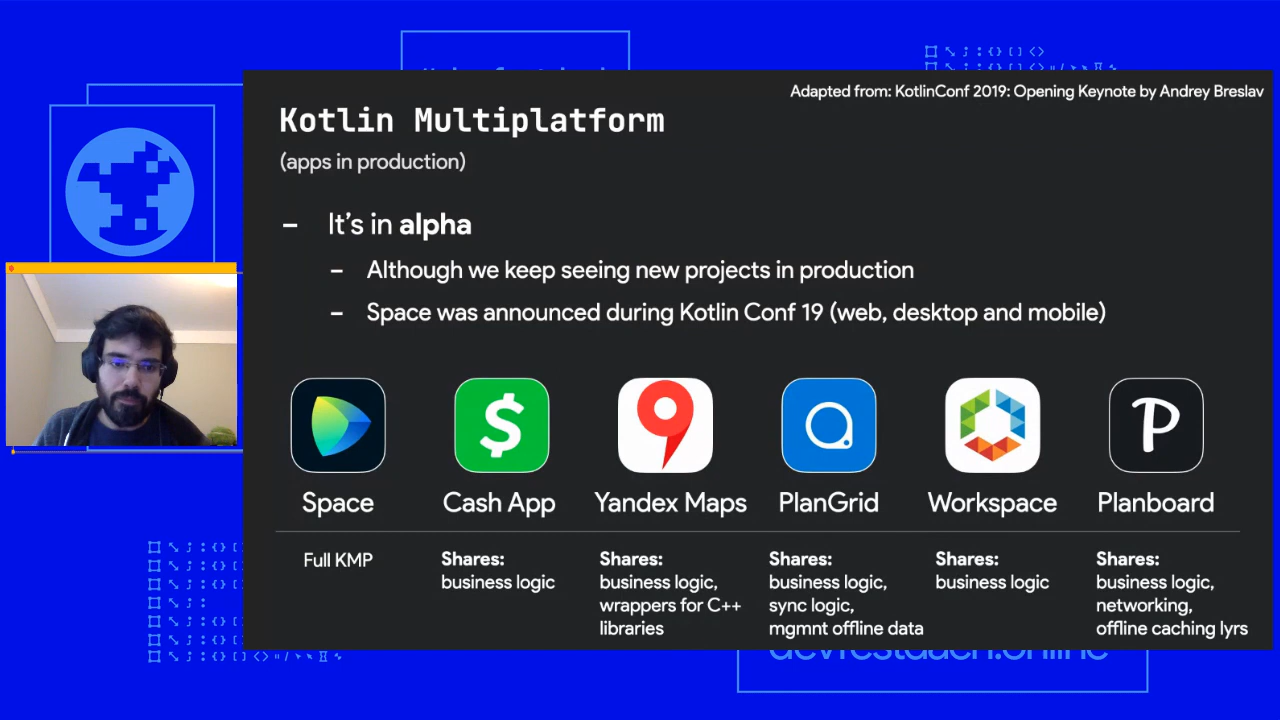 Adapted from: KotlinConf 2019: Opening Keynote by Andrey Breslav
Kotlin Multiplatform
(apps in production)
– It's in alpha
– Although we keep seeing new projects in production
– Space was announced during Kotlin Conf 19 (web, desktop and mobile)
Space
Cash App
Yandex Maps
PlanGrid
Workspace
Planboard
Full KMP
Shares:
business logic
Shares:
business logic,
wrappers for C++
libraries
Shares:
business logic,
sync logic,
mgmnt offline data
Shares:
business logic
Shares:
business logic,
networking,
offline caching lyrs